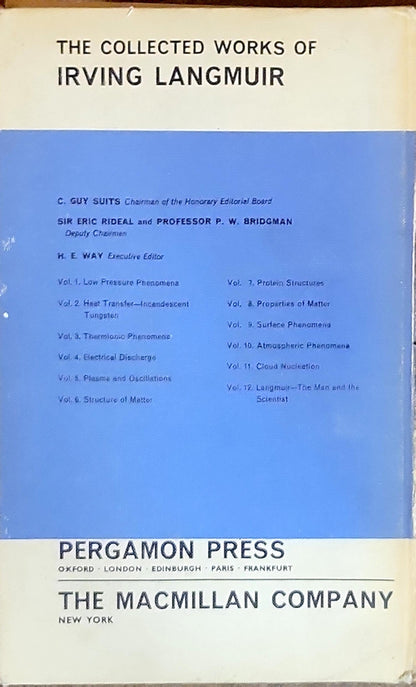 THE COLLECTED WORKS OF
IRVING LANGMUIR
C. GUY SUITS Chairman of the Honorary Editorial Board
SIR ERIC RIDEAL and PROFESSOR P. W. BRIDGMAN
Deputy Chairmen
H. E. WAY Executive Editor
Vol. 1. Low Pressure Phenomena
Vol. 2. Heat Transfer—Incandescent
Tungsten
Vol. 3. Thermionic Phenomena
Vol. 4. Electrical Discharge
Vol. 5. Plasma and Oscillations
Vol. 6. Structure of Matter
Vol. 7. Protein Structures
Vol. 8. Properties of Matter
Vol. 9. Surface Phenomena
Vol. 10. Atmospheric Phenomena
Vol. 11. Cloud Nucleation
Vol. 12. Langmuir—The Man and the
Scientist
PERGAMON PRESS
OXFORD · LONDON · EDINBURGH · PARIS · FRANKFURT
THE MACMILLAN COMPANY
NEW YORK